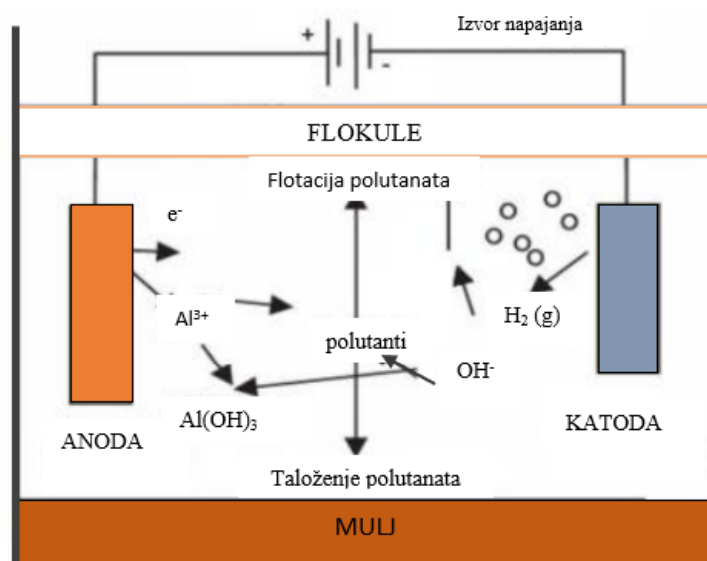 Izvor napajanja
+
-
FLOKULE
Flotacija polutanata
e⁻
Al³⁺
H₂ (g)
polutanti
OH⁻
Al(OH)₃
ANODA
KATODA
Taloženje polutanata
MULJ